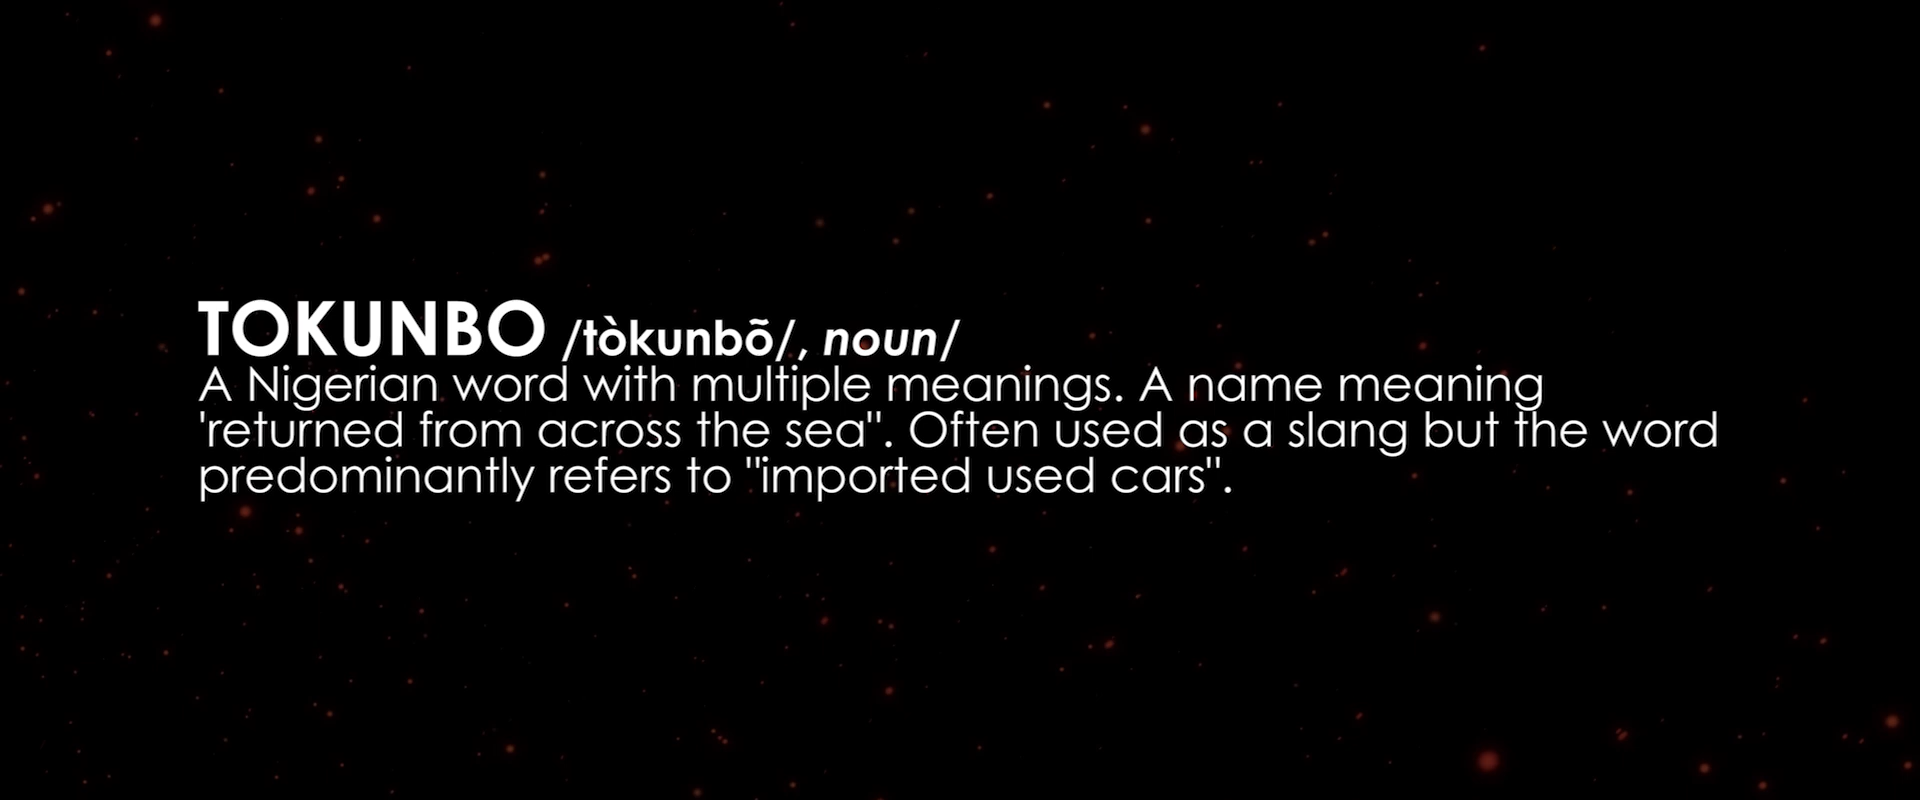 TOKUNBO /tòkunbõ/, noun/
A Nigerian word with multiple meanings. A name meaning
'returned from across the sea". Often used as a slang but the word
predominantly refers to "imported used cars".